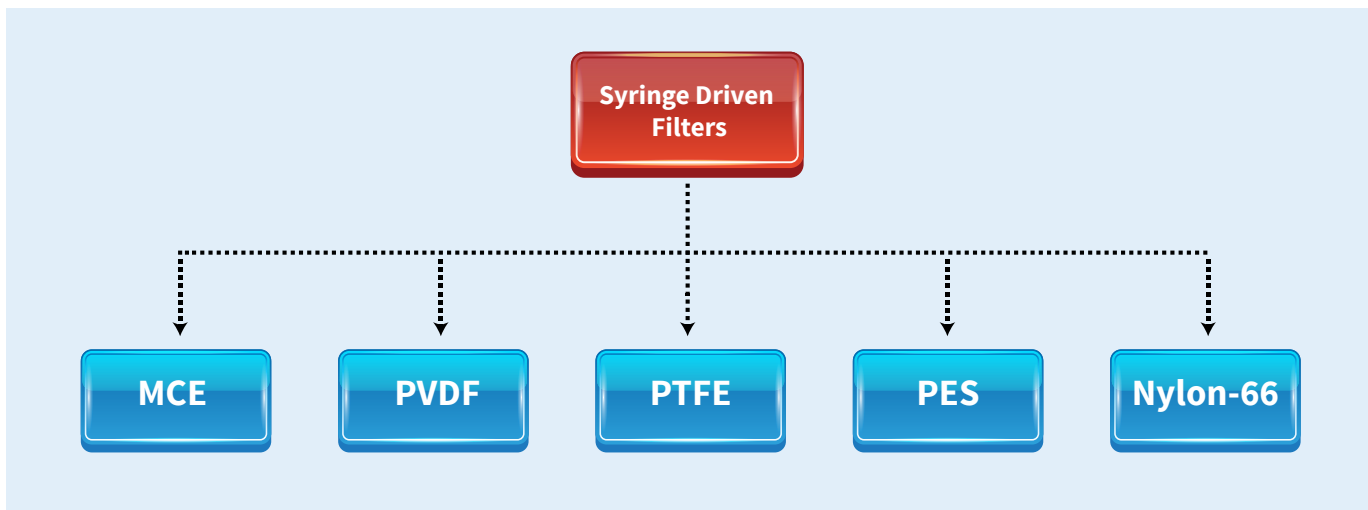 Syringe Driven
Filters
MCE
PVDF
PTFE
PES
Nylon-66